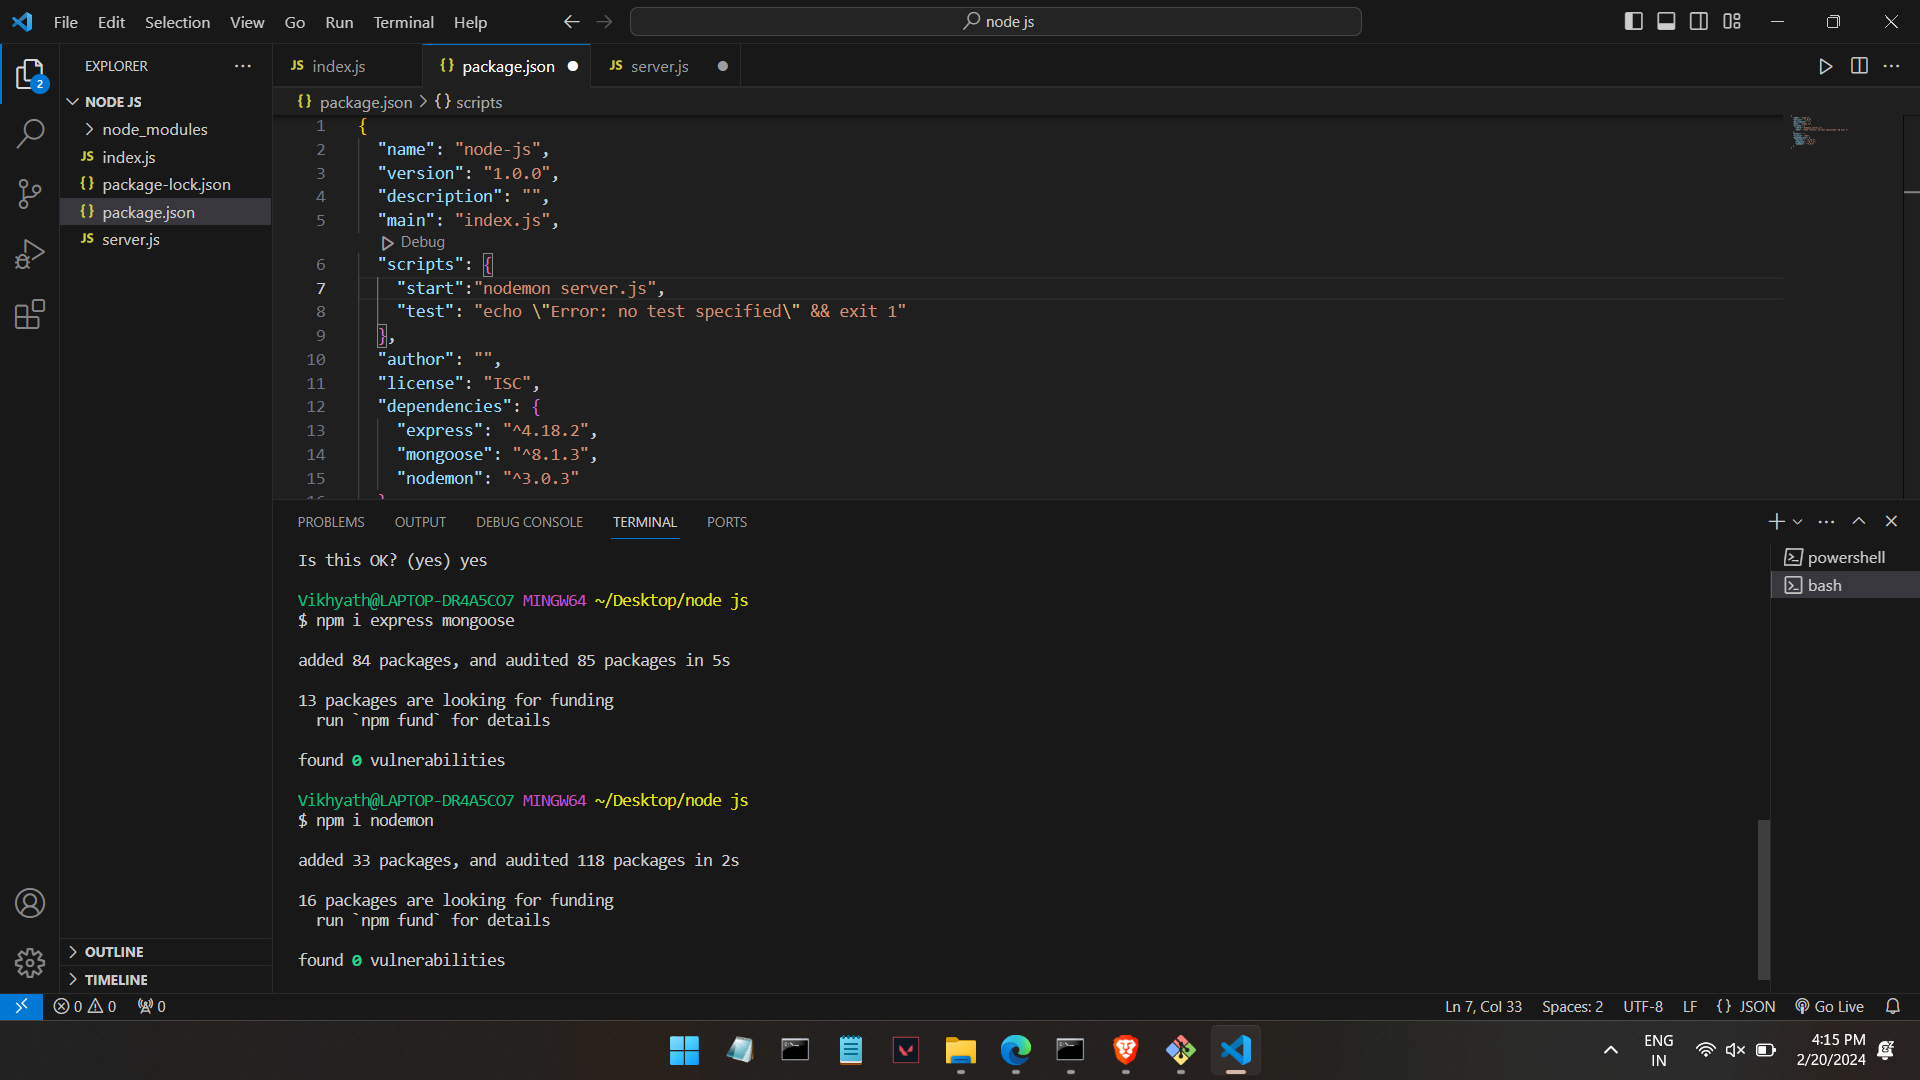 File Edit Selection View Go Run Terminal Help
node js
EXPLORER
2
NODE JS
node_modules
JS index.js
{} package-lock.json
{} package.json
JS server.js
OUTLINE
TIMELINE
JS index.js
{} package.json
JS server.js
{} package.json > {} scripts
1 {
2 "name": "node-js",
3 "version": "1.0.0",
4 "description": "",
5 "main": "index.js",
Debug
6 "scripts": {
7 "start":"nodemon server.js",
8 "test": "echo \"Error: no test specified\" && exit 1"
9 },
10 "author": "",
11 "license": "ISC",
12 "dependencies": {
13 "express": "^4.18.2",
14 "mongoose": "^8.1.3",
15 "nodemon": "^3.0.3"
PROBLEMS OUTPUT DEBUG CONSOLE TERMINAL PORTS
Is this OK? (yes) yes
Vikhyath@LAPTOP-DR4A5CO7 MINGW64 ~/Desktop/node js
$ npm i express mongoose
added 84 packages, and audited 85 packages in 5s
13 packages are looking for funding
run `npm fund` for details
found 0 vulnerabilities
Vikhyath@LAPTOP-DR4A5CO7 MINGW64 ~/Desktop/node js
$ npm i nodemon
added 33 packages, and audited 118 packages in 2s
16 packages are looking for funding
run `npm fund` for details
found 0 vulnerabilities
powershell
bash
0 0 0
Ln 7, Col 33 Spaces: 2 UTF-8 LF {} JSON Go Live
ENG
IN
4:15 PM
2/20/2024